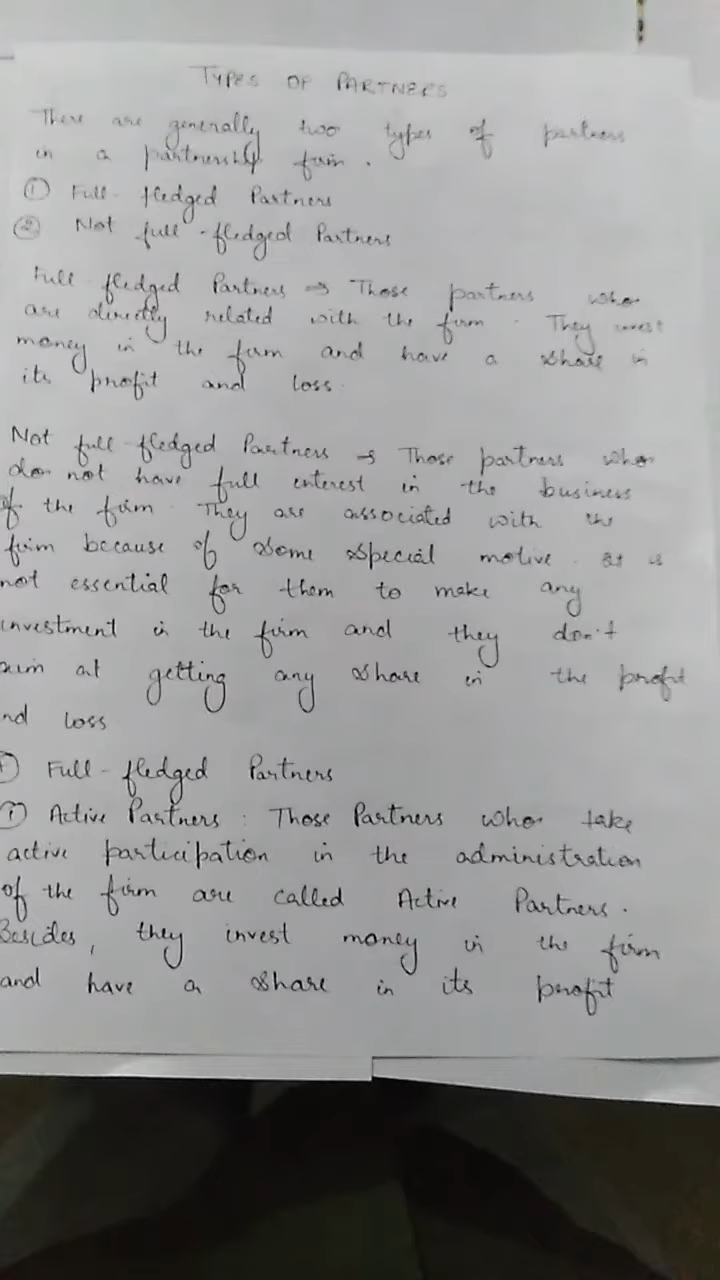 TYPES OF PARTNERS
There are generally two types of partners
in a partnership firm.
① Full-fledged Partners
② Not full-fledged Partners
Full fledged Partners ⇒ Those partners who
are directly related with the firm. They invest
money in the firm and have a share in
its profit and loss.
Not full-fledged Partners ⇒ Those partners who
do not have full interest in the business
of the firm. They are associated with the
firm because of some special motive. It is
not essential for them to make any
investment in the firm and they don't
aim at getting any share in the profit
and loss
Full-fledged Partners
① Active Partners: Those Partners who take
active participation in the administration
of the firm are called Active Partners.
Besides, they invest money in the firm
and have a share in its profit